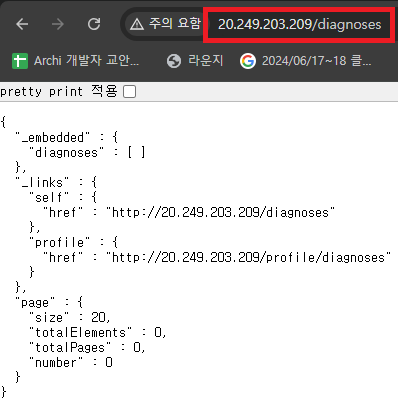 주의 요함 20.249.203.209/diagnoses
Archi 개발자 교안... 라운지 2024/06/17~18 클...
pretty print 적용
{
  "_embedded" : {
    "diagnoses" : [ ]
  },
  "_links" : {
    "self" : {
      "href" : "http://20.249.203.209/diagnoses"
    },
    "profile" : {
      "href" : "http://20.249.203.209/profile/diagnoses"
    }
  },
  "page" : {
    "size" : 20,
    "totalElements" : 0,
    "totalPages" : 0,
    "number" : 0
  }
}